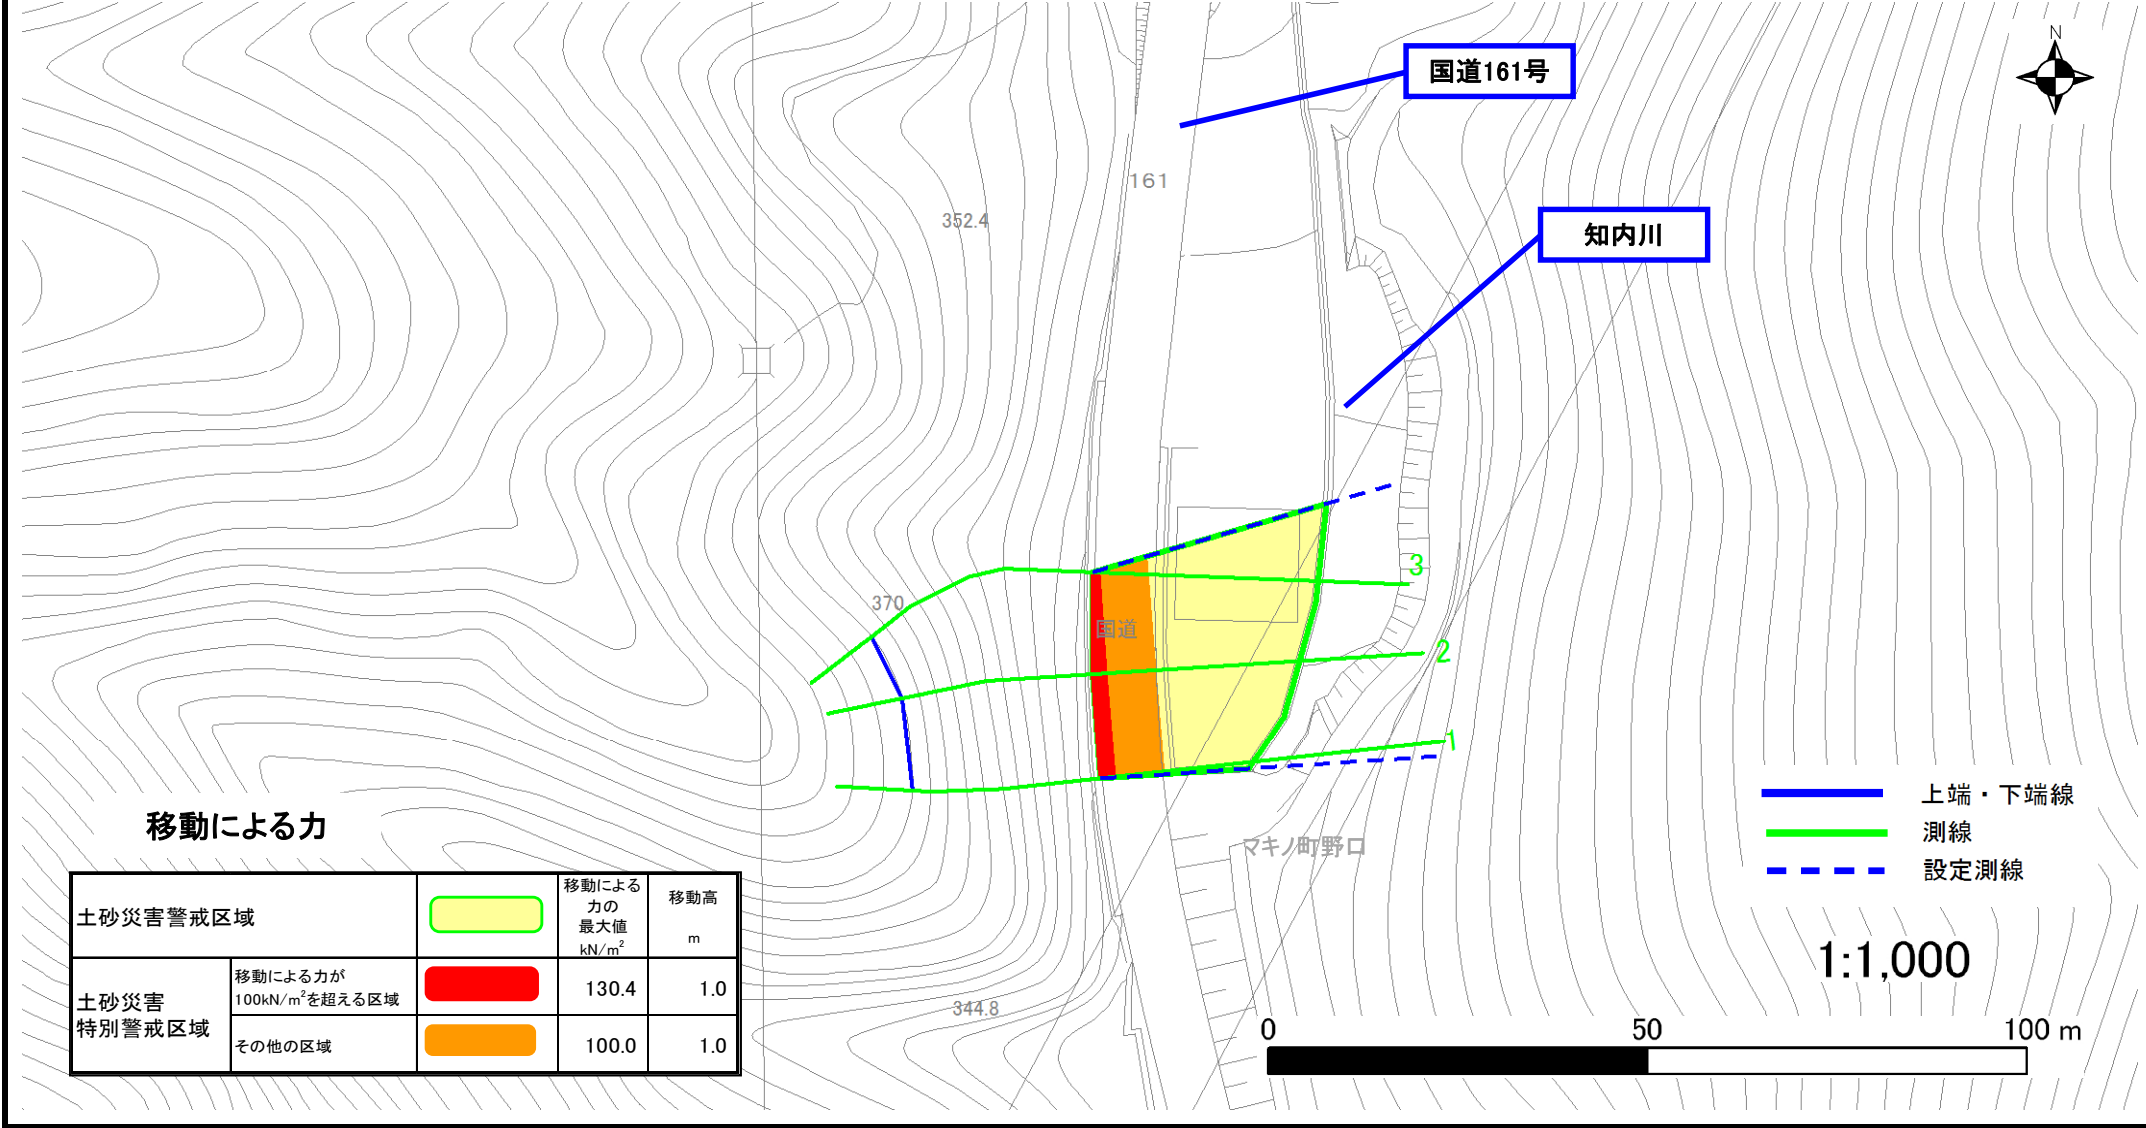 N
国道161号
161
352.4
知内川
3
370
国道
2
1
マキノ町野口
344.8
移動による力
土砂災害警戒区域
移動による
力の
最大値
kN/m²
移動高
m
土砂災害
特別警戒区域
移動による力が
100kN/m²を超える区域
130.4
1.0
その他の区域
100.0
1.0
上端・下端線
測線
設定測線
1:1,000
0
50
100 m